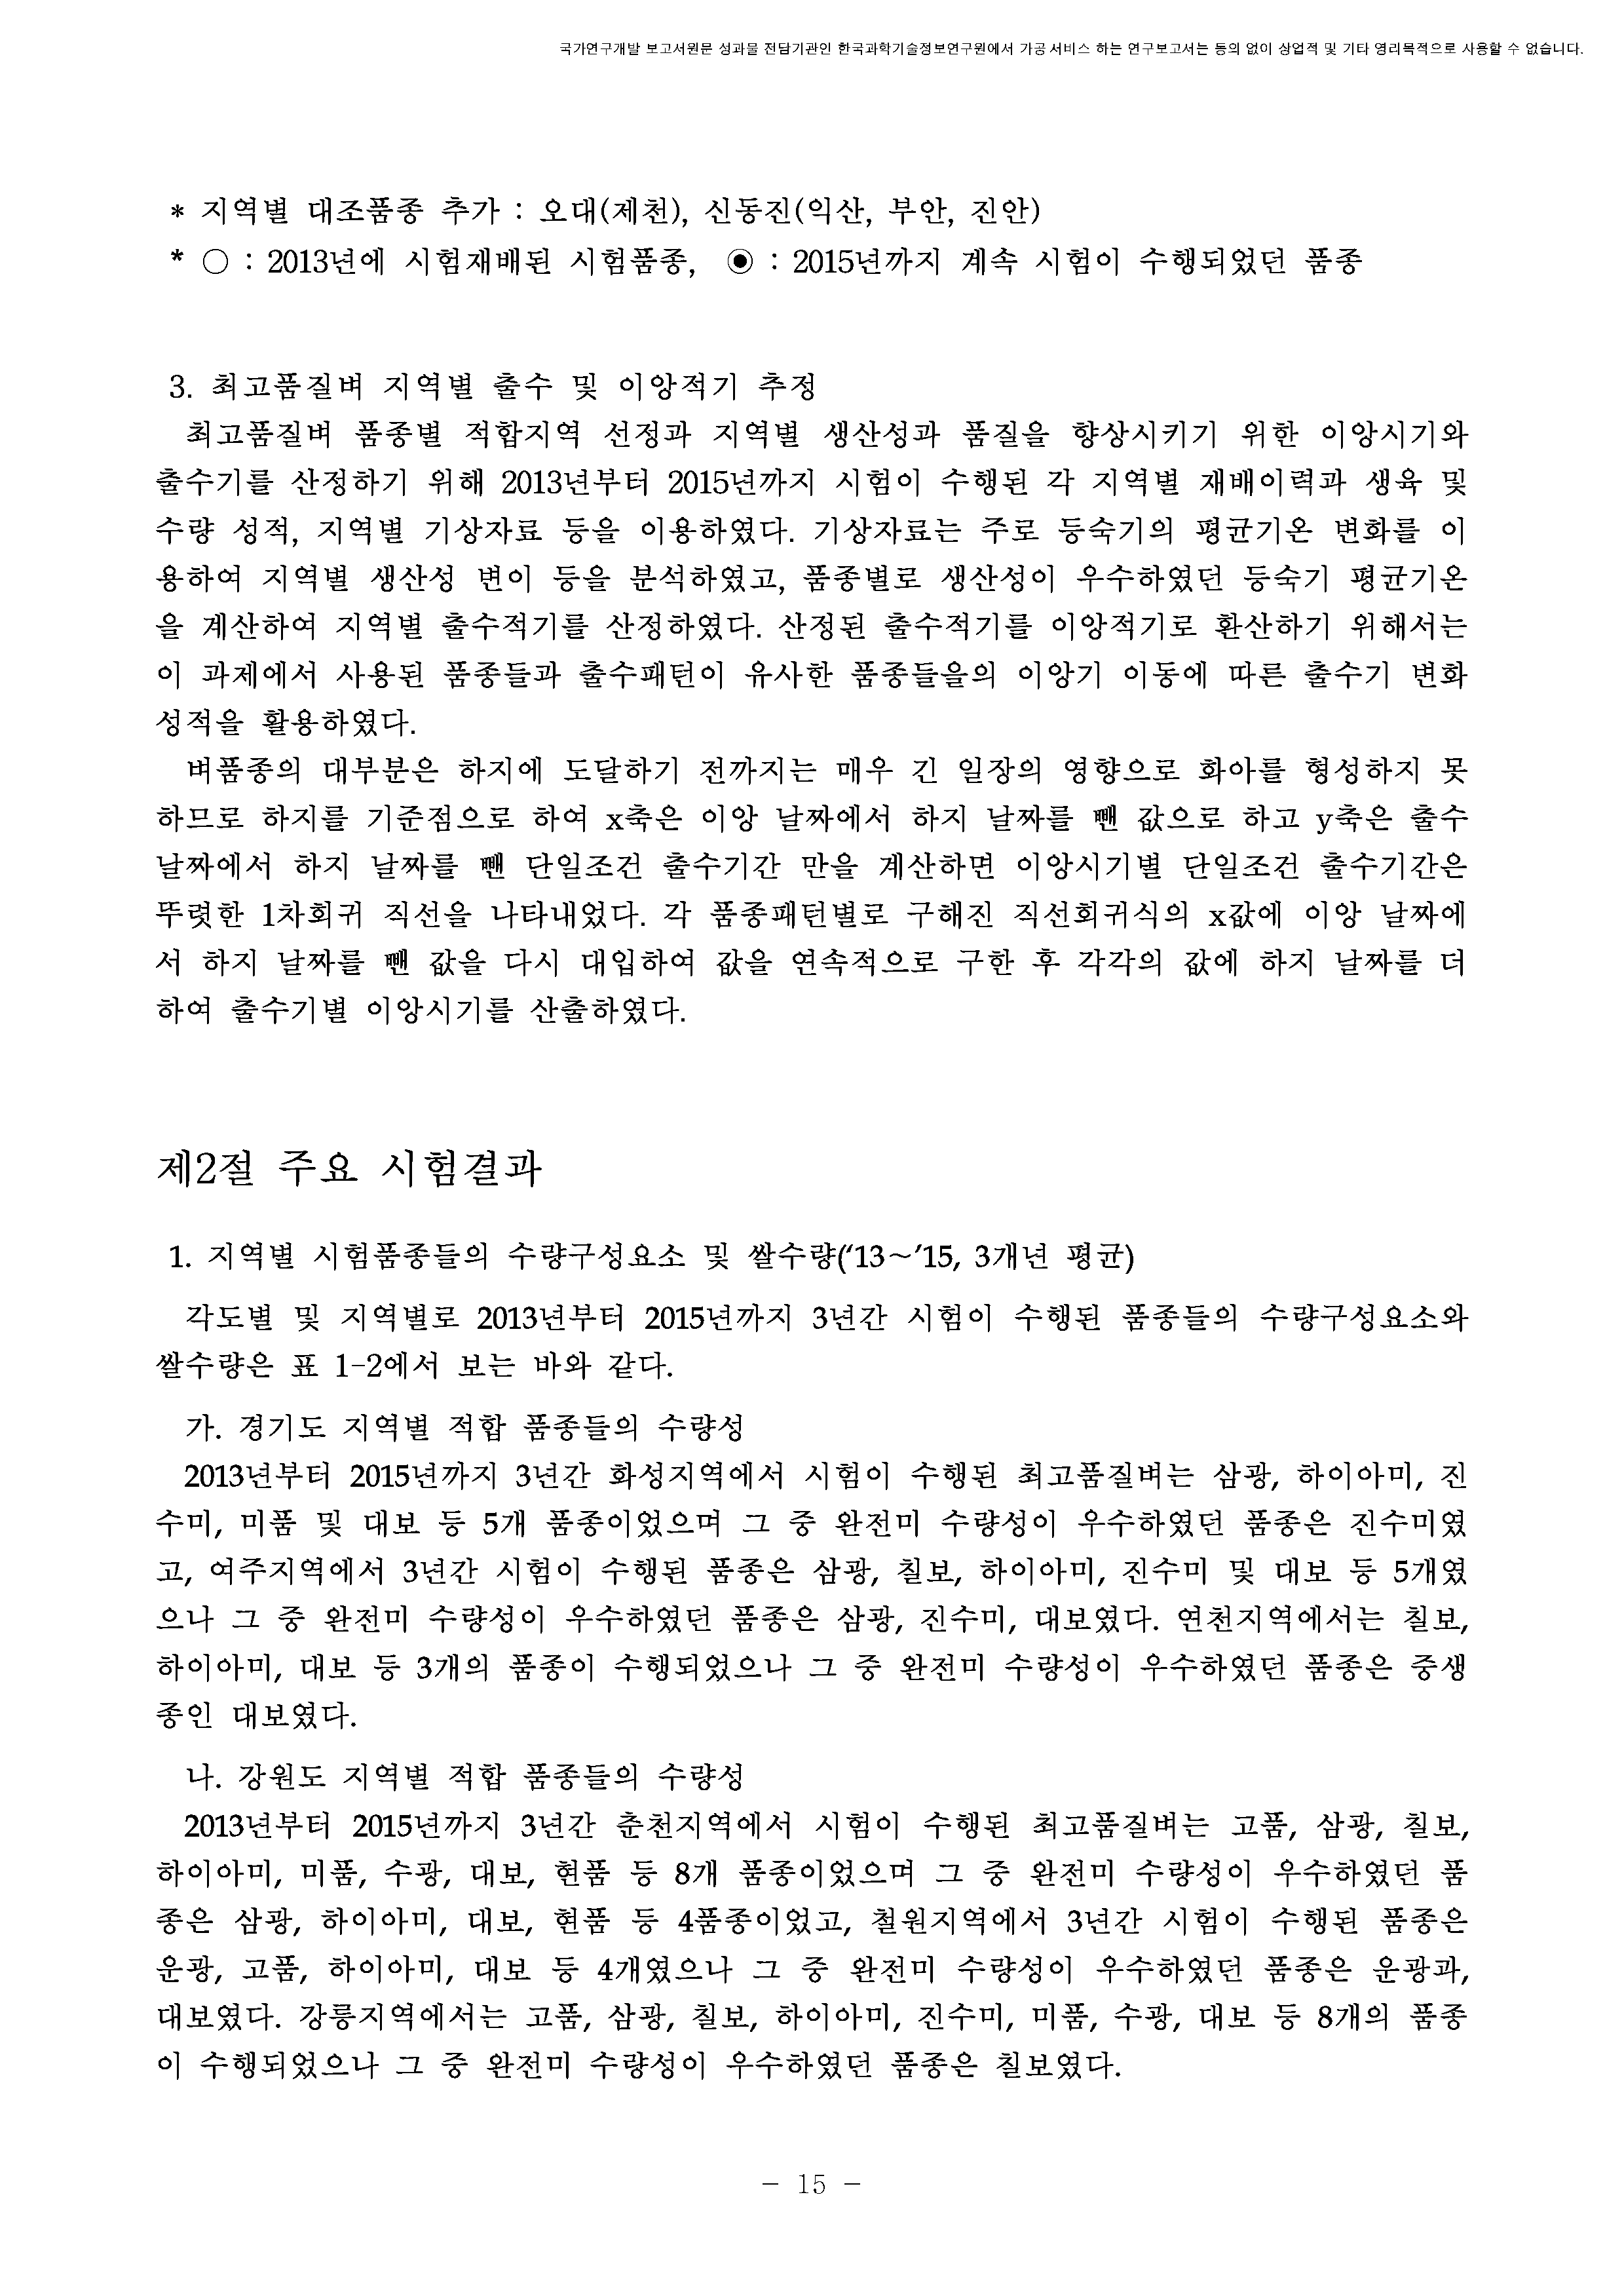 국가연구개발 보고서원문 성과물 전담기관인 한국과학기술정보연구원에서 가공·서비스 하는 연구보고서는 동의 없이 상업적 및 기타 영리목적으로 사용할 수 없습니다.
* 지역별 대조품종 추가 : 오대(제천), 신동진(익산, 부안, 진안)
* ○ : 2013년에 시험재배된 시험품종, ◉ : 2015년까지 계속 시험이 수행되었던 품종
3. 최고품질벼 지역별 출수 및 이앙적기 추정
최고품질벼 품종별 적합지역 선정과 지역별 생산성과 품질을 향상시키기 위한 이앙시기와
출수기를 산정하기 위해 2013년부터 2015년까지 시험이 수행된 각 지역별 재배이력과 생육 및
수량 성적, 지역별 기상자료 등을 이용하였다. 기상자료는 주로 등숙기의 평균기온 변화를 이
용하여 지역별 생산성 변이 등을 분석하였고, 품종별로 생산성이 우수하였던 등숙기 평균기온
을 계산하여 지역별 출수적기를 산정하였다. 산정된 출수적기를 이앙적기로 환산하기 위해서는
이 과제에서 사용된 품종들과 출수패턴이 유사한 품종들을의 이앙기 이동에 따른 출수기 변화
성적을 활용하였다.
벼품종의 대부분은 하지에 도달하기 전까지는 매우 긴 일장의 영향으로 화아를 형성하지 못
하므로 하지를 기준점으로 하여 x축은 이앙 날짜에서 하지 날짜를 뺀 값으로 하고 y축은 출수
날짜에서 하지 날짜를 뺀 단일조건 출수기간 만을 계산하면 이앙시기별 단일조건 출수기간은
뚜렷한 1차회귀 직선을 나타내었다. 각 품종패턴별로 구해진 직선회귀식의 x값에 이앙 날짜에
서 하지 날짜를 뺀 값을 다시 대입하여 값을 연속적으로 구한 후 각각의 값에 하지 날짜를 더
하여 출수기별 이앙시기를 산출하였다.
제2절 주요 시험결과
1. 지역별 시험품종들의 수량구성요소 및 쌀수량('13~'15, 3개년 평균)
각도별 및 지역별로 2013년부터 2015년까지 3년간 시험이 수행된 품종들의 수량구성요소와
쌀수량은 표 1-2에서 보는 바와 같다.
가. 경기도 지역별 적합 품종들의 수량성
2013년부터 2015년까지 3년간 화성지역에서 시험이 수행된 최고품질벼는 삼광, 하이아미, 진
수미, 미품 및 대보 등 5개 품종이었으며 그 중 완전미 수량성이 우수하였던 품종은 진수미였
고, 여주지역에서 3년간 시험이 수행된 품종은 삼광, 칠보, 하이아미, 진수미 및 대보 등 5개였
으나 그 중 완전미 수량성이 우수하였던 품종은 삼광, 진수미, 대보였다. 연천지역에서는 칠보,
하이아미, 대보 등 3개의 품종이 수행되었으나 그 중 완전미 수량성이 우수하였던 품종은 중생
종인 대보였다.
나. 강원도 지역별 적합 품종들의 수량성
2013년부터 2015년까지 3년간 춘천지역에서 시험이 수행된 최고품질벼는 고품, 삼광, 칠보,
하이아미, 미품, 수광, 대보, 현품 등 8개 품종이었으며 그 중 완전미 수량성이 우수하였던 품
종은 삼광, 하이아미, 대보, 현품 등 4품종이었고, 철원지역에서 3년간 시험이 수행된 품종은
운광, 고품, 하이아미, 대보 등 4개였으나 그 중 완전미 수량성이 우수하였던 품종은 운광과,
대보였다. 강릉지역에서는 고품, 삼광, 칠보, 하이아미, 진수미, 미품, 수광, 대보 등 8개의 품종
이 수행되었으나 그 중 완전미 수량성이 우수하였던 품종은 칠보였다.
- 15 -